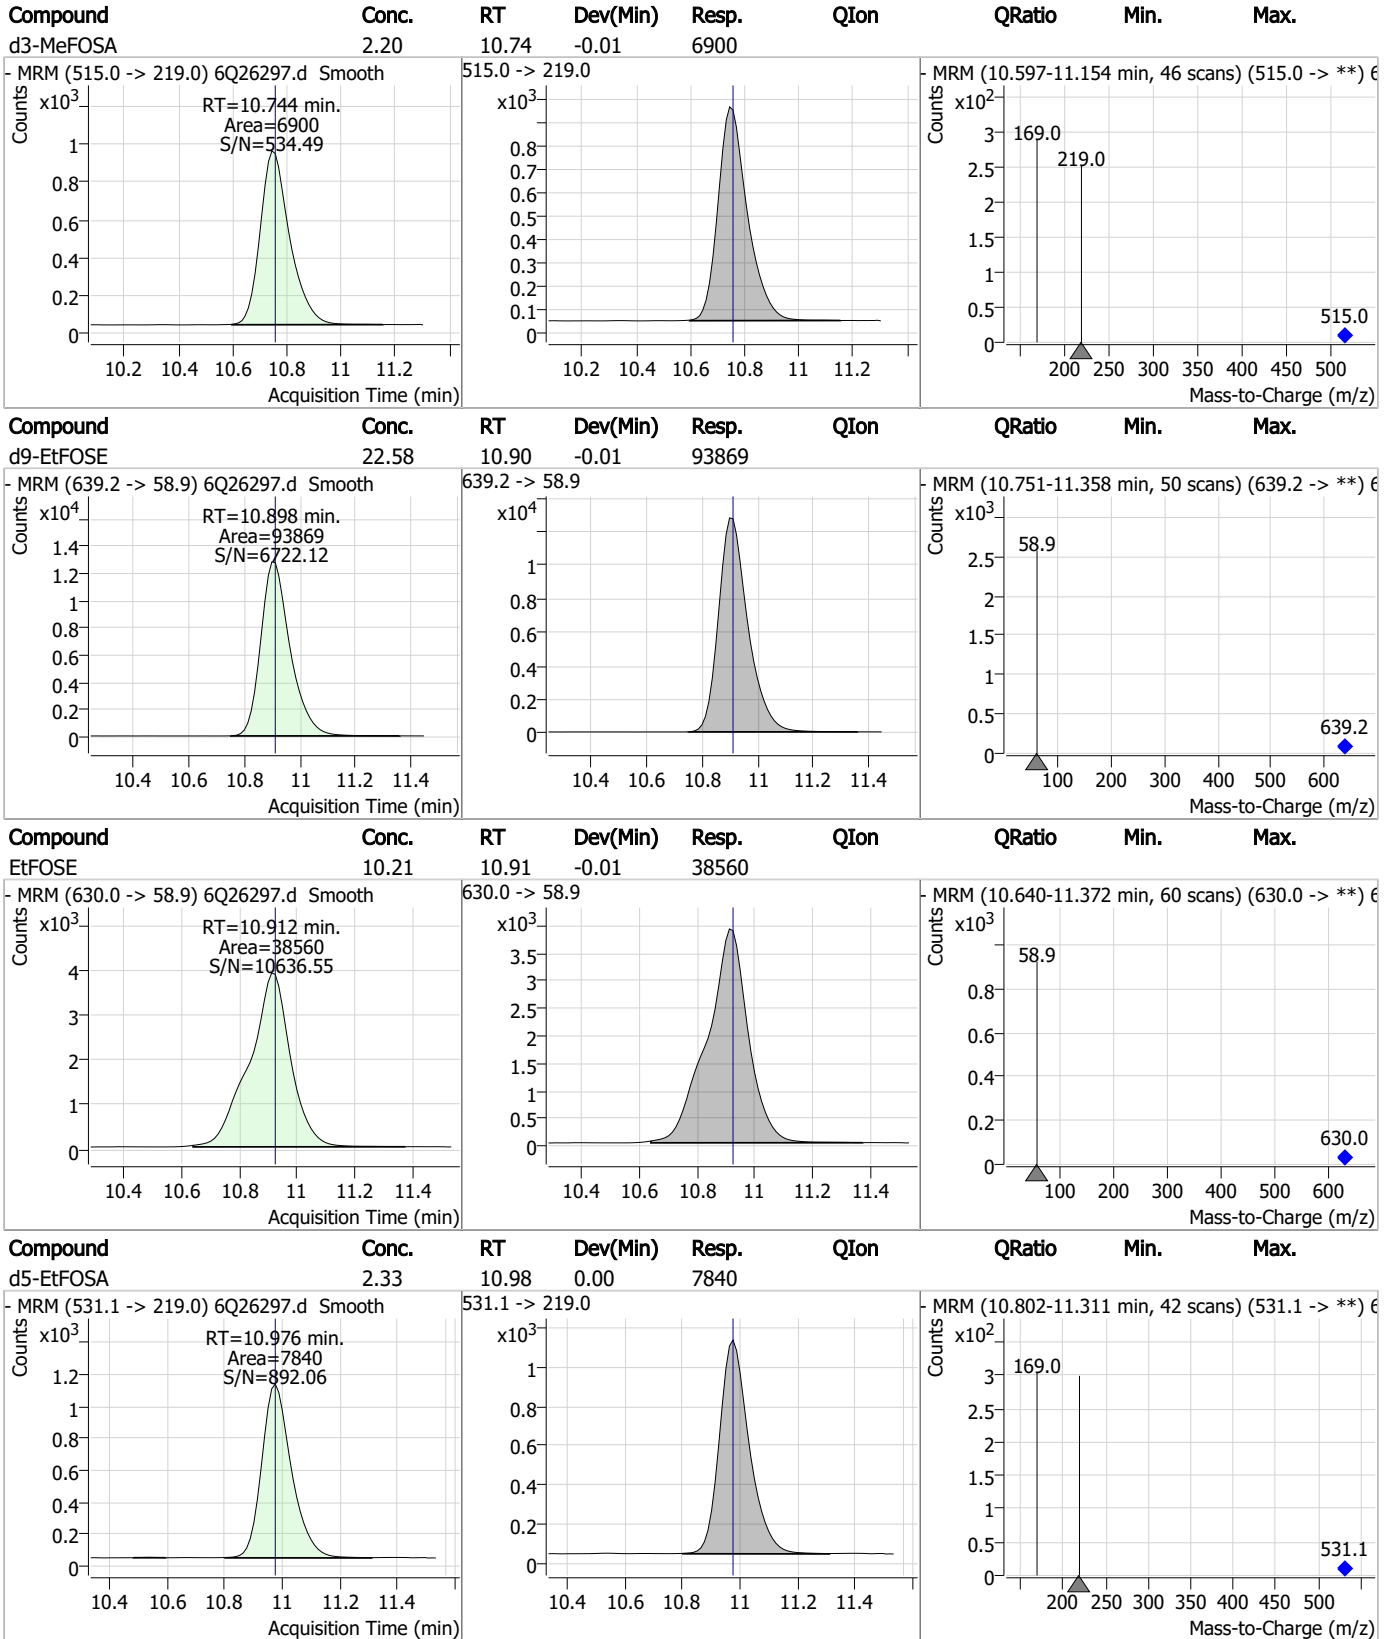 Compound Conc. RT Dev(Min) Resp. QIon QRatio Min. Max.
d3-MeFOSA 2.20 10.74 -0.01 6900
- MRM (515.0 -> 219.0) 6Q26297.d Smooth
515.0 -> 219.0
- MRM (10.597-11.154 min, 46 scans) (515.0 -> **) 6
Counts
x10³
RT=10.744 min.
Area=6900
S/N=534.49
1
0.8
0.6
0.4
0.2
0
10.2 10.4 10.6 10.8 11 11.2
Acquisition Time (min)
x10³
0.8
0.7
0.6
0.5
0.4
0.3
0.2
0.1
0
10.2 10.4 10.6 10.8 11 11.2
Counts
x10²
169.0
219.0
515.0
3
2.5
2
1.5
1
0.5
0
200 250 300 350 400 450 500
Mass-to-Charge (m/z)
Compound Conc. RT Dev(Min) Resp. QIon QRatio Min. Max.
d9-EtFOSE 22.58 10.90 -0.01 93869
- MRM (639.2 -> 58.9) 6Q26297.d Smooth
639.2 -> 58.9
- MRM (10.751-11.358 min, 50 scans) (639.2 -> **) 6
Counts
x10⁴
RT=10.898 min.
Area=93869
S/N=6722.12
1.4
1.2
1
0.8
0.6
0.4
0.2
0
10.4 10.6 10.8 11 11.2 11.4
Acquisition Time (min)
x10⁴
1
0.8
0.6
0.4
0.2
0
10.4 10.6 10.8 11 11.2 11.4
Counts
x10³
58.9
639.2
2.5
2
1.5
1
0.5
0
100 200 300 400 500 600
Mass-to-Charge (m/z)
Compound Conc. RT Dev(Min) Resp. QIon QRatio Min. Max.
EtFOSE 10.21 10.91 -0.01 38560
- MRM (630.0 -> 58.9) 6Q26297.d Smooth
630.0 -> 58.9
- MRM (10.640-11.372 min, 60 scans) (630.0 -> **) 6
Counts
x10³
RT=10.912 min.
Area=38560
S/N=10636.55
4
3
2
1
0
10.4 10.6 10.8 11 11.2 11.4
Acquisition Time (min)
x10³
3.5
3
2.5
2
1.5
1
0.5
0
10.4 10.6 10.8 11 11.2 11.4
Counts
x10³
58.9
630.0
0.8
0.6
0.4
0.2
0
100 200 300 400 500 600
Mass-to-Charge (m/z)
Compound Conc. RT Dev(Min) Resp. QIon QRatio Min. Max.
d5-EtFOSA 2.33 10.98 0.00 7840
- MRM (531.1 -> 219.0) 6Q26297.d Smooth
531.1 -> 219.0
- MRM (10.802-11.311 min, 42 scans) (531.1 -> **) 6
Counts
x10³
RT=10.976 min.
Area=7840
S/N=892.06
1.2
1
0.8
0.6
0.4
0.2
0
10.4 10.6 10.8 11 11.2 11.4
Acquisition Time (min)
x10³
1
0.8
0.6
0.4
0.2
0
10.4 10.6 10.8 11 11.2 11.4
Counts
x10²
169.0
531.1
3
2.5
2
1.5
1
0.5
0
200 250 300 350 400 450 500
Mass-to-Charge (m/z)